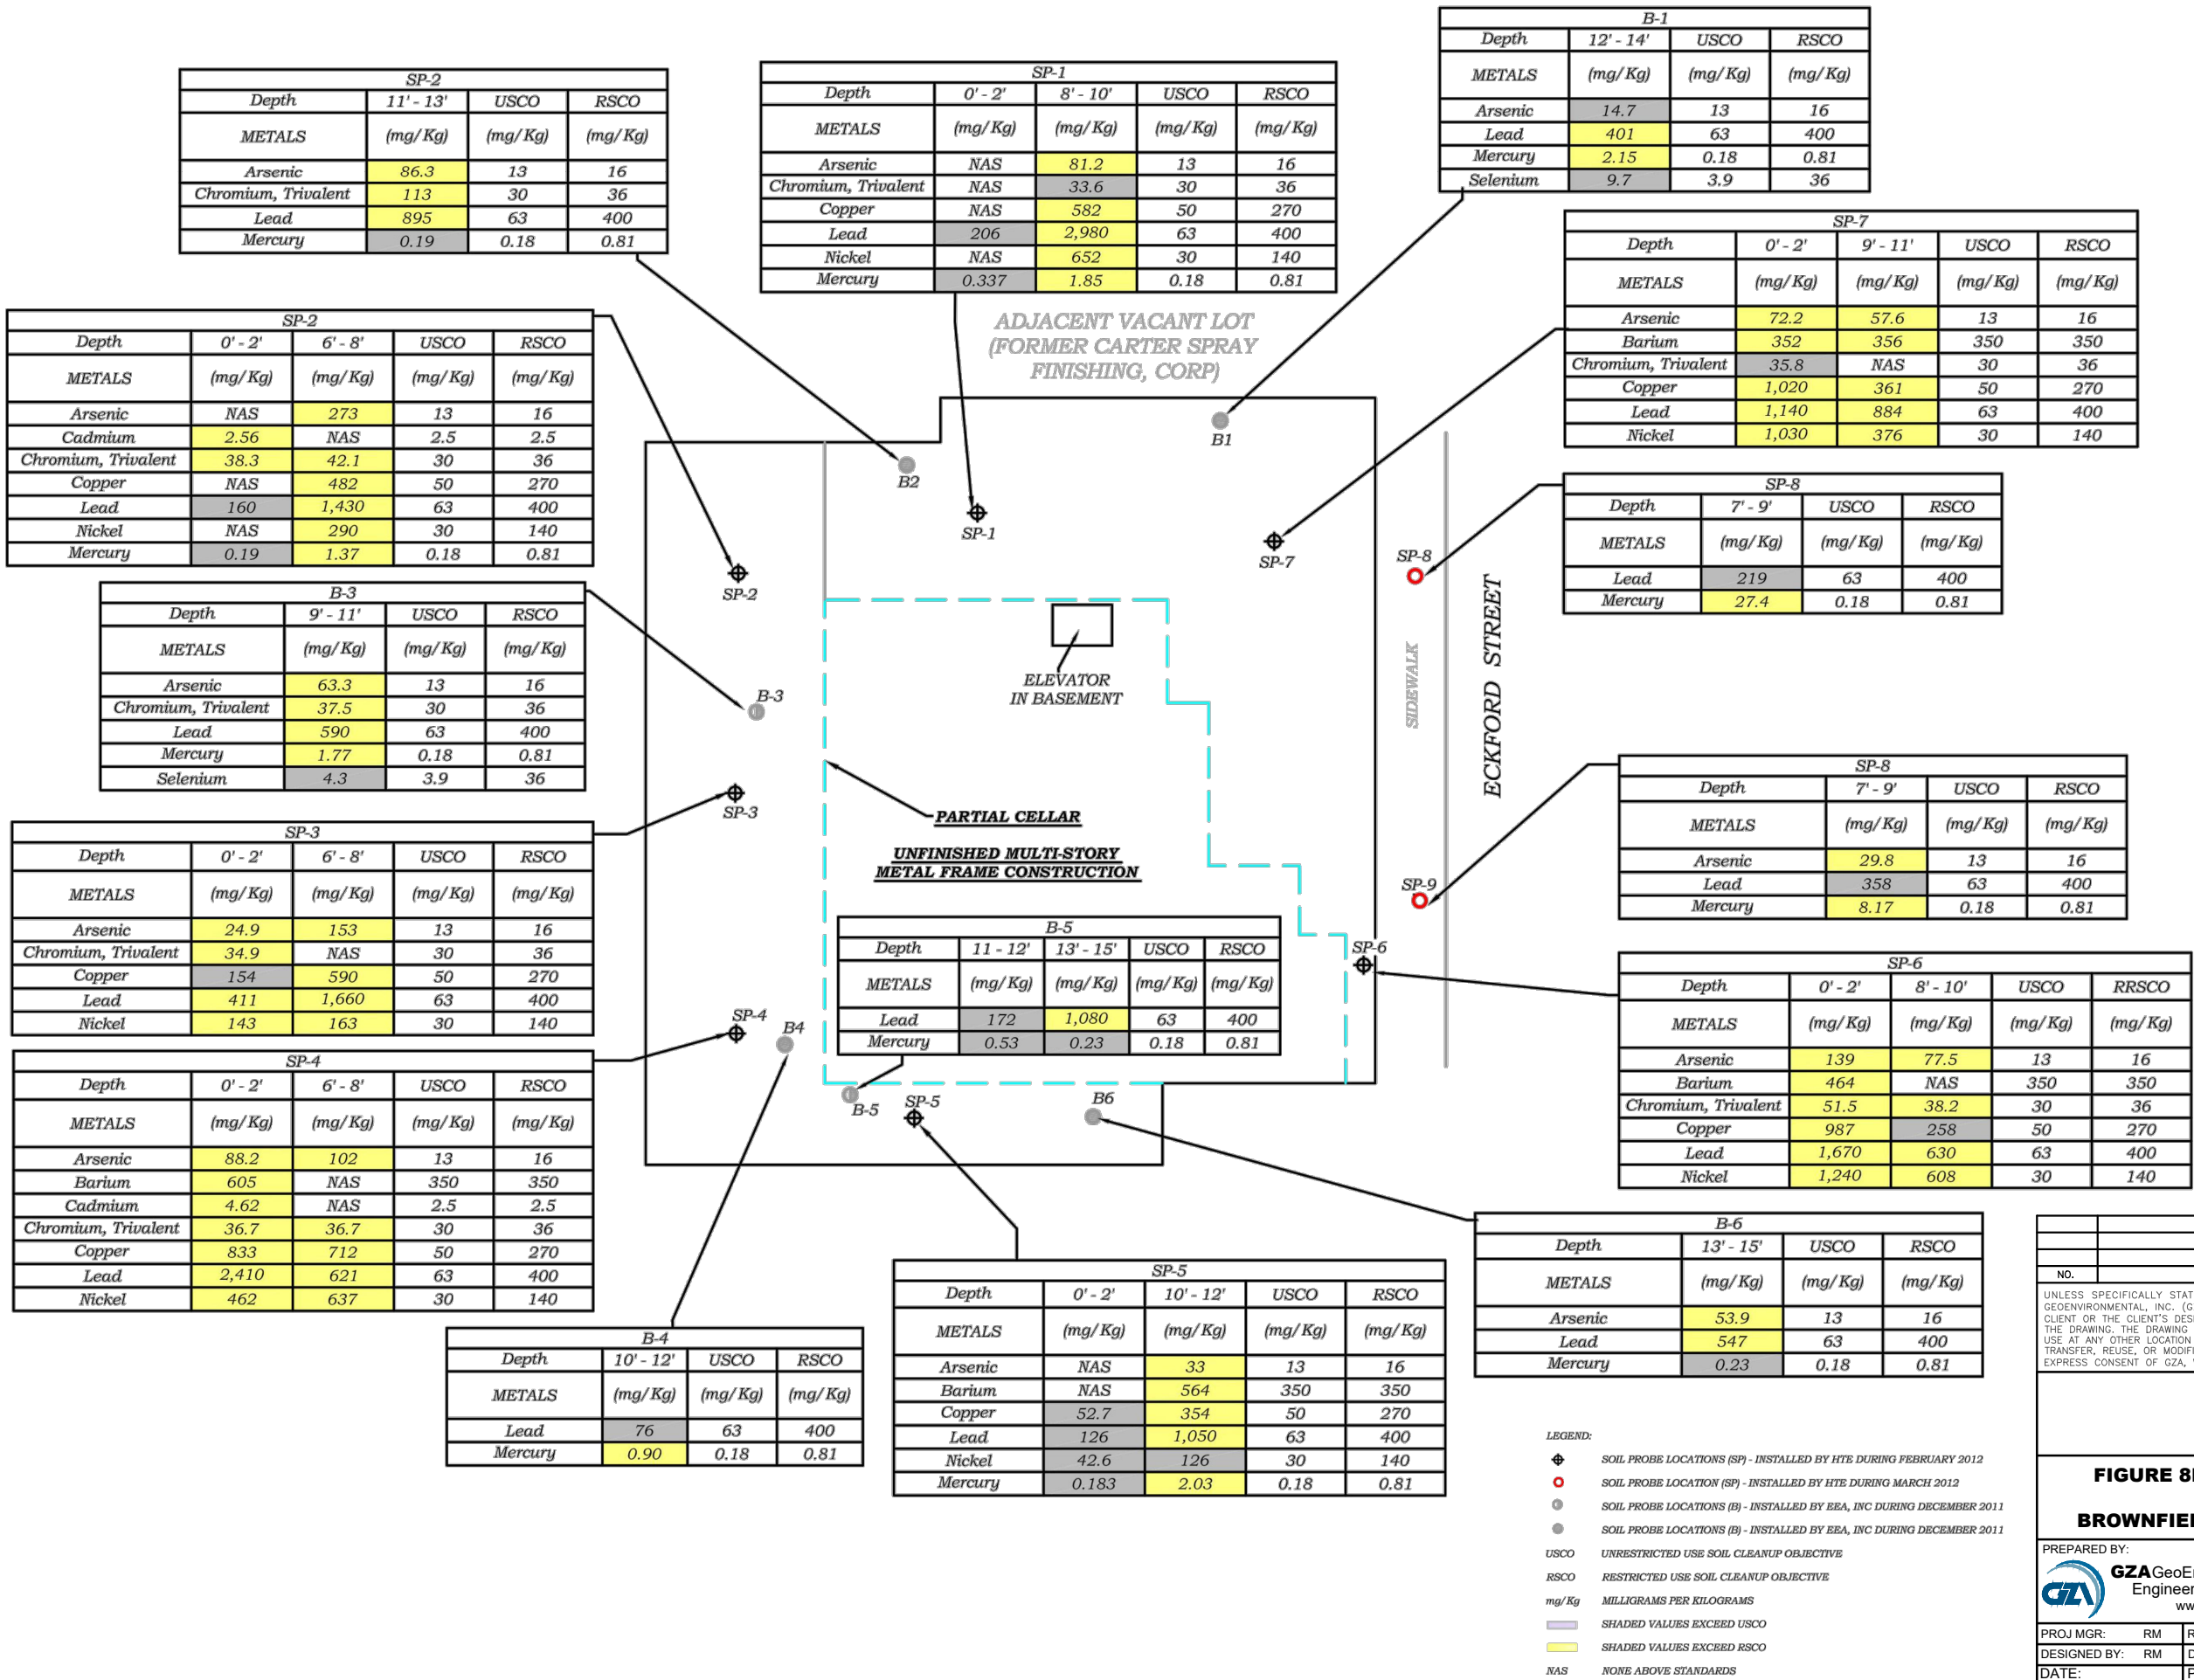 B-1
Depth 12' - 14' USCO RSCO
METALS (mg/Kg) (mg/Kg) (mg/Kg)
Arsenic 14.7 13 16
Lead 401 63 400
Mercury 2.15 0.18 0.81
Selenium 9.7 3.9 36
SP-2
Depth 11' - 13' USCO RSCO
METALS (mg/Kg) (mg/Kg) (mg/Kg)
Arsenic 86.3 13 16
Chromium, Trivalent 113 30 36
Lead 895 63 400
Mercury 0.19 0.18 0.81
SP-1
Depth 0' - 2' 8' - 10' USCO RSCO
METALS (mg/Kg) (mg/Kg) (mg/Kg) (mg/Kg)
Arsenic NAS 81.2 13 16
Chromium, Trivalent NAS 33.6 30 36
Copper NAS 582 50 270
Lead 206 2,980 63 400
Nickel NAS 652 30 140
Mercury 0.337 1.85 0.18 0.81
SP-7
Depth 0' - 2' 9' - 11' USCO RSCO
METALS (mg/Kg) (mg/Kg) (mg/Kg) (mg/Kg)
Arsenic 72.2 57.6 13 16
Barium 352 356 350 350
Chromium, Trivalent 35.8 NAS 30 36
Copper 1,020 361 50 270
Lead 1,140 884 63 400
Nickel 1,030 376 30 140
SP-2
Depth 0' - 2' 6' - 8' USCO RSCO
METALS (mg/Kg) (mg/Kg) (mg/Kg) (mg/Kg)
Arsenic NAS 273 13 16
Cadmium 2.56 NAS 2.5 2.5
Chromium, Trivalent 38.3 42.1 30 36
Copper NAS 482 50 270
Lead 160 1,430 63 400
Nickel NAS 290 30 140
Mercury 0.19 1.37 0.18 0.81
ADJACENT VACANT LOT
(FORMER CARTER SPRAY
FINISHING, CORP)
B1
B2
SP-1
SP-7
SP-2
SP-8
SP-8
Depth 7' - 9' USCO RSCO
METALS (mg/Kg) (mg/Kg) (mg/Kg)
Lead 219 63 400
Mercury 27.4 0.18 0.81
B-3
Depth 9' - 11' USCO RSCO
METALS (mg/Kg) (mg/Kg) (mg/Kg)
Arsenic 63.3 13 16
Chromium, Trivalent 37.5 30 36
Lead 590 63 400
Mercury 1.77 0.18 0.81
Selenium 4.3 3.9 36
ELEVATOR
IN BASEMENT
SIDEWALK
ECKFORD STREET
B-3
SP-3
PARTIAL CELLAR
UNFINISHED MULTI-STORY
METAL FRAME CONSTRUCTION
SP-8
Depth 7' - 9' USCO RSCO
METALS (mg/Kg) (mg/Kg) (mg/Kg)
Arsenic 29.8 13 16
Lead 358 63 400
Mercury 8.17 0.18 0.81
SP-9
SP-3
Depth 0' - 2' 6' - 8' USCO RSCO
METALS (mg/Kg) (mg/Kg) (mg/Kg) (mg/Kg)
Arsenic 24.9 153 13 16
Chromium, Trivalent 34.9 NAS 30 36
Copper 154 590 50 270
Lead 411 1,660 63 400
Nickel 143 163 30 140
B-5
Depth 11 - 12' 13' - 15' USCO RSCO
METALS (mg/Kg) (mg/Kg) (mg/Kg) (mg/Kg)
Lead 172 1,080 63 400
Mercury 0.53 0.23 0.18 0.81
SP-6
SP-6
Depth 0' - 2' 8' - 10' USCO RRSCO
METALS (mg/Kg) (mg/Kg) (mg/Kg) (mg/Kg)
Arsenic 139 77.5 13 16
Barium 464 NAS 350 350
Chromium, Trivalent 51.5 38.2 30 36
Copper 987 258 50 270
Lead 1,670 630 63 400
Nickel 1,240 608 30 140
SP-4
B4
B-5
SP-5
B6
SP-4
Depth 0' - 2' 6' - 8' USCO RSCO
METALS (mg/Kg) (mg/Kg) (mg/Kg) (mg/Kg)
Arsenic 88.2 102 13 16
Barium 605 NAS 350 350
Cadmium 4.62 NAS 2.5 2.5
Chromium, Trivalent 36.7 36.7 30 36
Copper 833 712 50 270
Lead 2,410 621 63 400
Nickel 462 637 30 140
B-4
Depth 10' - 12' USCO RSCO
METALS (mg/Kg) (mg/Kg) (mg/Kg)
Lead 76 63 400
Mercury 0.90 0.18 0.81
SP-5
Depth 0' - 2' 10' - 12' USCO RSCO
METALS (mg/Kg) (mg/Kg) (mg/Kg) (mg/Kg)
Arsenic NAS 33 13 16
Barium NAS 564 350 350
Copper 52.7 354 50 270
Lead 126 1,050 63 400
Nickel 42.6 126 30 140
Mercury 0.183 2.03 0.18 0.81
B-6
Depth 13' - 15' USCO RSCO
METALS (mg/Kg) (mg/Kg) (mg/Kg)
Arsenic 53.9 13 16
Lead 547 63 400
Mercury 0.23 0.18 0.81
LEGEND:
SOIL PROBE LOCATIONS (SP) - INSTALLED BY HTE DURING FEBRUARY 2012
SOIL PROBE LOCATION (SP) - INSTALLED BY HTE DURING MARCH 2012
SOIL PROBE LOCATIONS (B) - INSTALLED BY EEA, INC DURING DECEMBER 2011
SOIL PROBE LOCATIONS (B) - INSTALLED BY EEA, INC DURING DECEMBER 2011
USCO UNRESTRICTED USE SOIL CLEANUP OBJECTIVE
RSCO RESTRICTED USE SOIL CLEANUP OBJECTIVE
mg/Kg MILLIGRAMS PER KILOGRAMS
SHADED VALUES EXCEED USCO
SHADED VALUES EXCEED RSCO
NAS NONE ABOVE STANDARDS
NO.
UNLESS SPECIFICALLY STAT
GEOENVIRONMENTAL, INC. (G
CLIENT OR THE CLIENT'S DES
THE DRAWING. THE DRAWING
USE AT ANY OTHER LOCATION
TRANSFER, REUSE, OR MODIF
EXPRESS CONSENT OF GZA,
FIGURE 8
BROWNFIE
PREPARED BY:
GZA GZAGeoE
Engineer
ww
PROJ MGR: RM R
DESIGNED BY: RM D
DATE: P